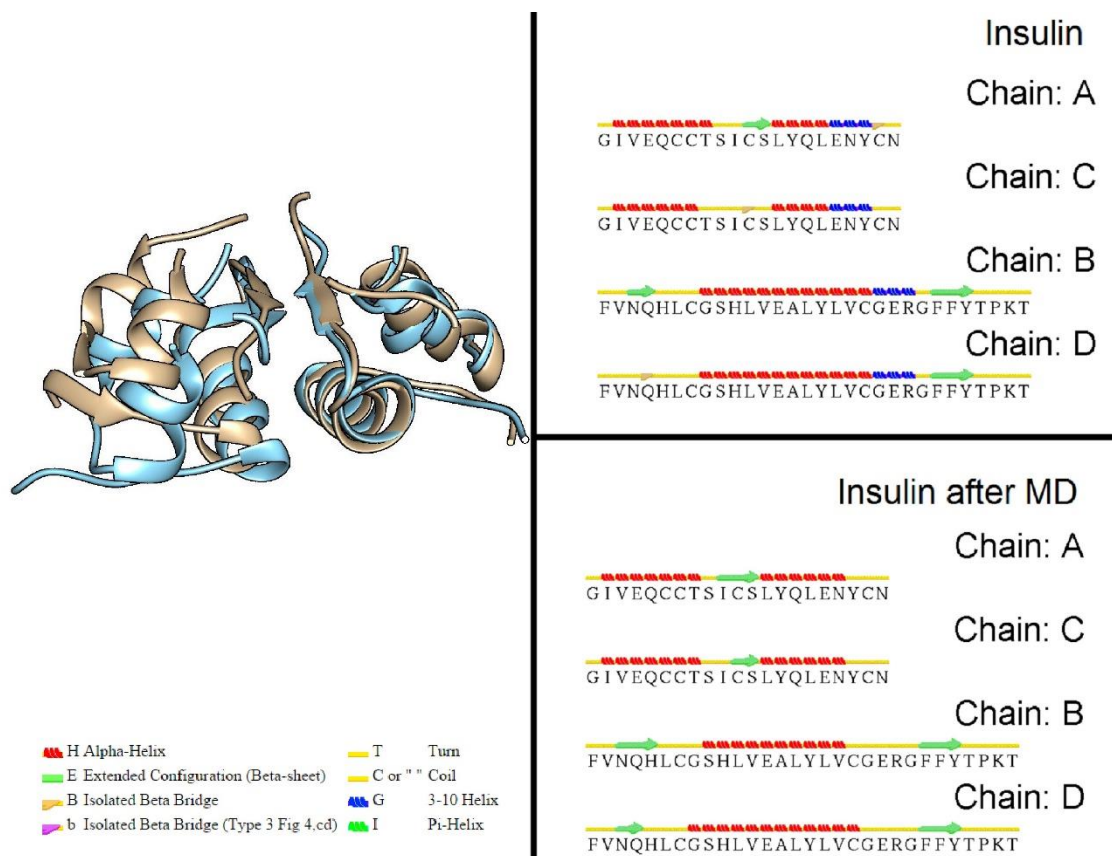 Insulin
Chain: A
GIVEQCCTSICSLYQLENYCN
Chain: C
GIVEQCCTSICSLYQLENYCN
Chain: B
FVNQHLCGSHLVEALYLVCGERGFFYTPKT
Chain: D
FVNQHLCGSHLVEALYLVCGERGFFYTPKT
Insulin after MD
Chain: A
GIVEQCCTSICSLYQLENYCN
Chain: C
GIVEQCCTSICSLYQLENYCN
Chain: B
FVNQHLCGSHLVEALYLVCGERGFFYTPKT
Chain: D
FVNQHLCGSHLVEALYLVCGERGFFYTPKT
H Alpha-Helix
E Extended Configuration (Beta-sheet)
B Isolated Beta Bridge
b Isolated Beta Bridge (Type 3 Fig 4,cd)
T Turn
C or " " Coil
G 3-10 Helix
I Pi-Helix